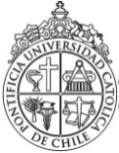 PONTIFICIA UNIVERSIDAD CATOLICA
DE CHILE